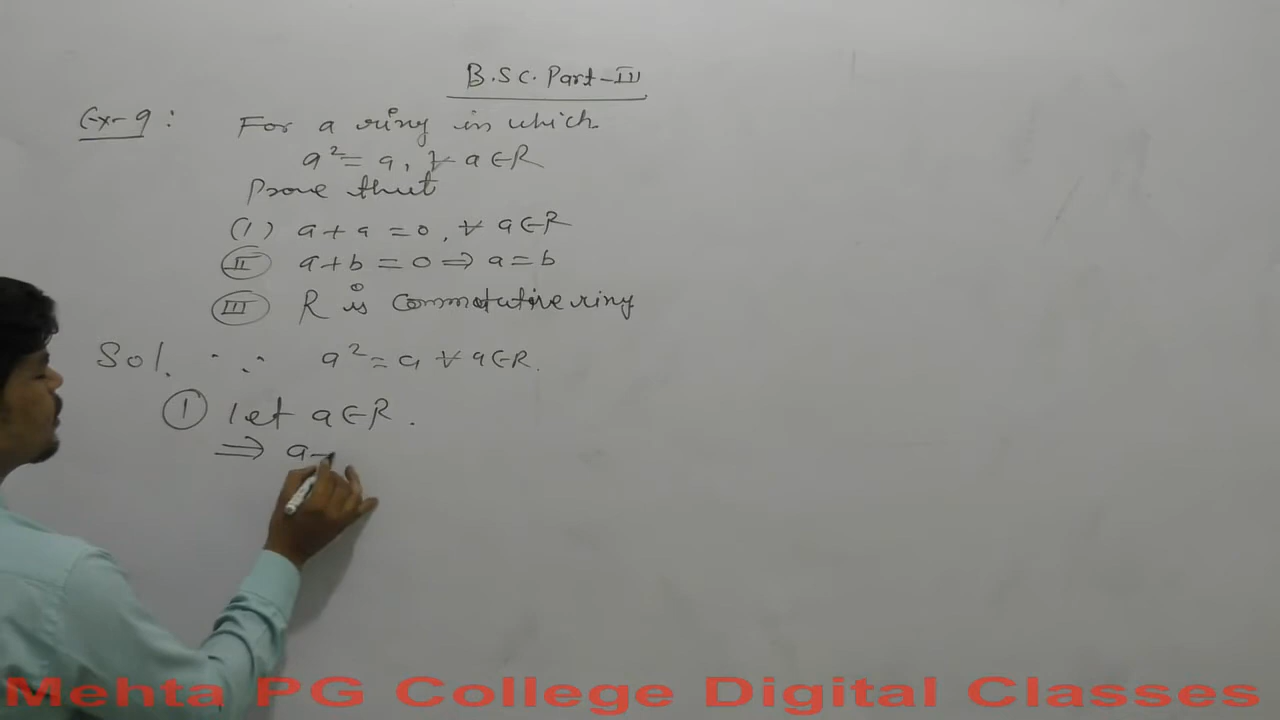 B.Sc. Part-III
Ex-9:
For a ring in which
a² = a, ∀ a∈R
Prove that
(1) a + a = 0, ∀ a∈R
(II) a + b = 0 ⇒ a = b
(III) R is Commutative ring
Sol. ∵ a² = a ∀ a∈R.
(1) let a∈R.
⇒ a-
Mehta PG College Digital Classes